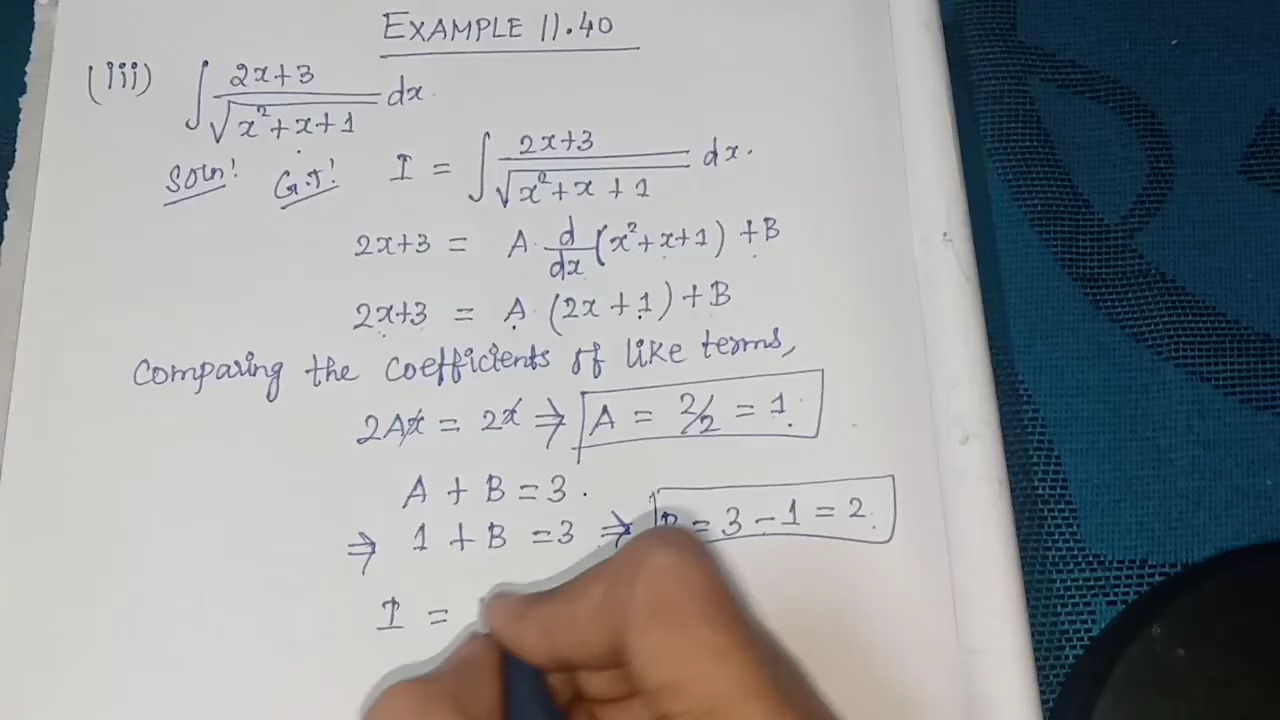 EXAMPLE 11.40
(iii) ∫ 2x+3 / √(x²+x+1) dx
Soln! G.T! I = ∫ 2x+3 / √(x²+x+1) dx.
2x+3 = A. d/dx (x²+x+1) + B
2x+3 = A. (2x+1) + B
Comparing the coefficients of like terms,
2Ax = 2x ⇒ A = 2/2 = 1.
A + B = 3.
⇒ 1 + B = 3 ⇒ B = 3 - 1 = 2.
I =